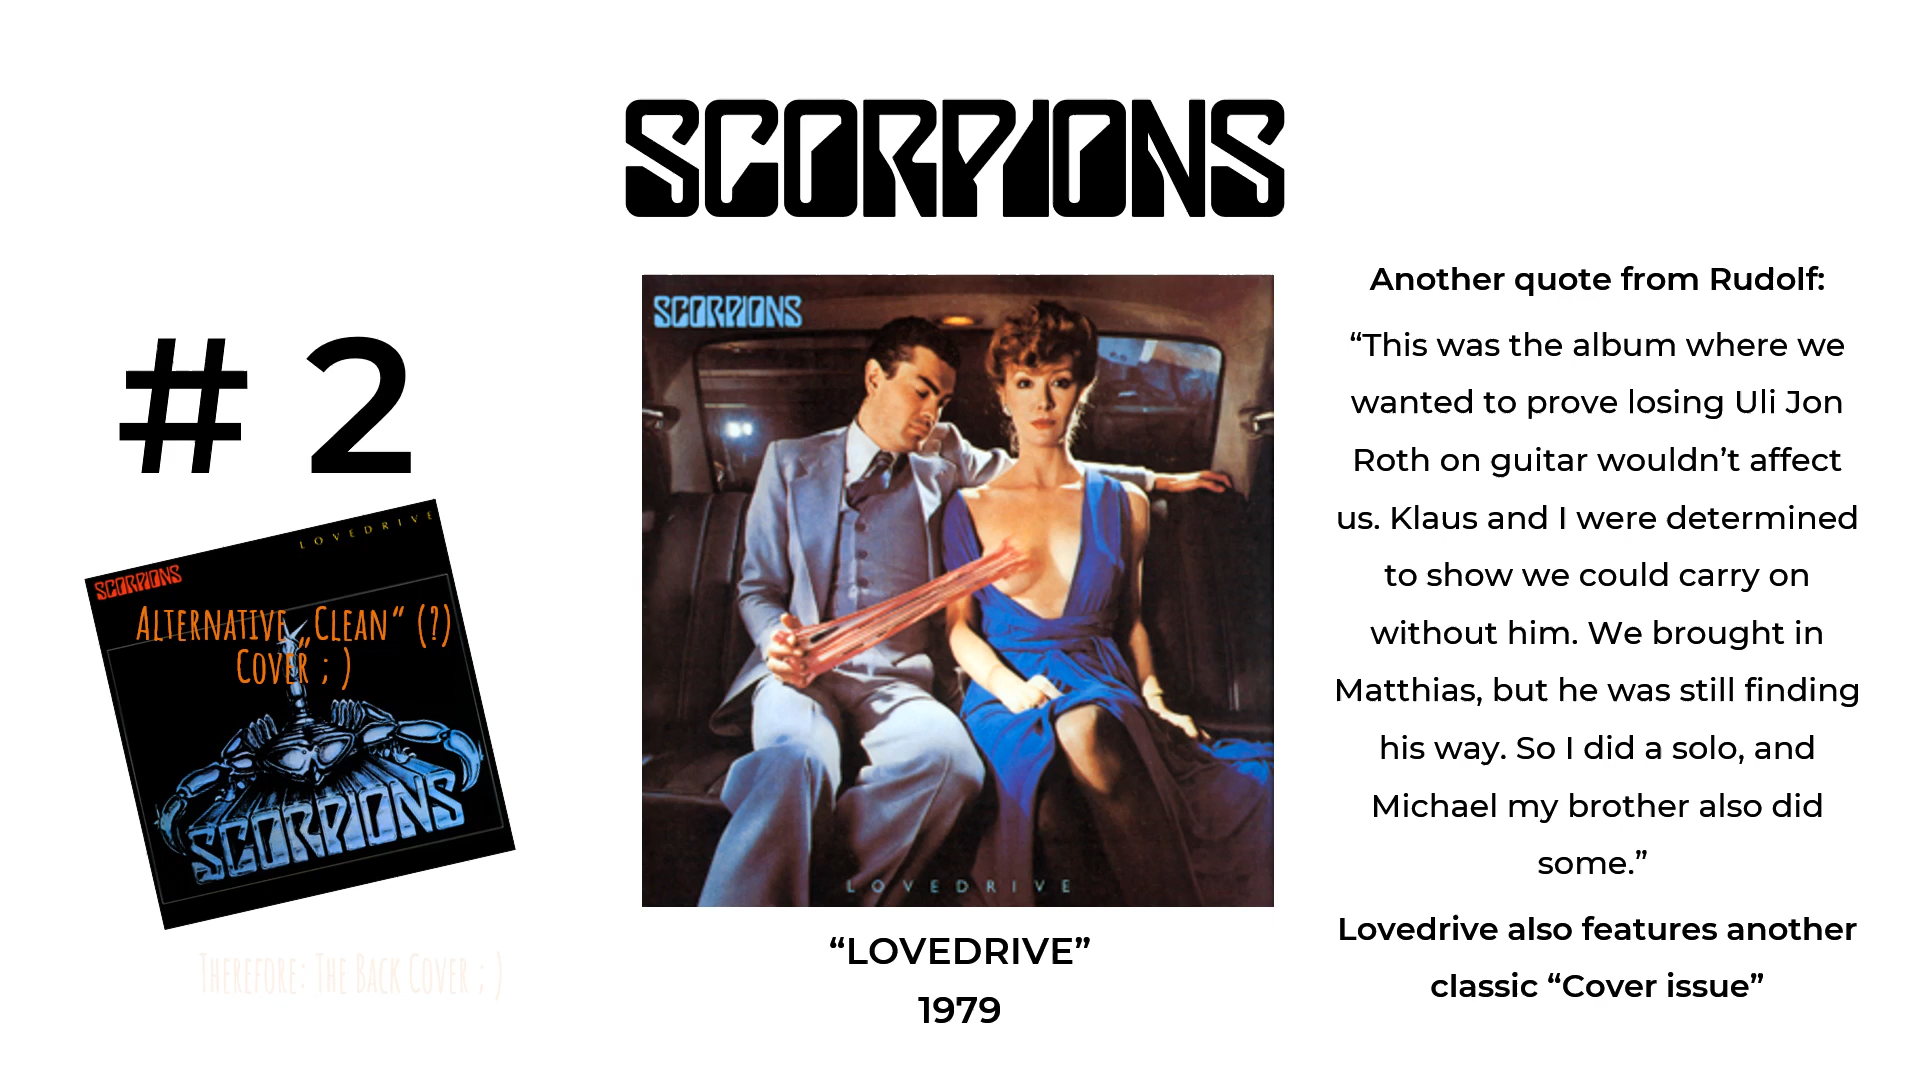 SCORPIONS
# 2
LOVEDRIVE
SCORPIONS
Alternative „Clean“ (?)
Cover ; )
SCORPIONS
Therefore: The Back Cover ; )
SCORPIONS
LOVEDRIVE
“LOVEDRIVE”
1979
Another quote from Rudolf:
“This was the album where we
wanted to prove losing Uli Jon
Roth on guitar wouldn’t affect
us. Klaus and I were determined
to show we could carry on
without him. We brought in
Matthias, but he was still finding
his way. So I did a solo, and
Michael my brother also did
some.”
Lovedrive also features another
classic “Cover issue”